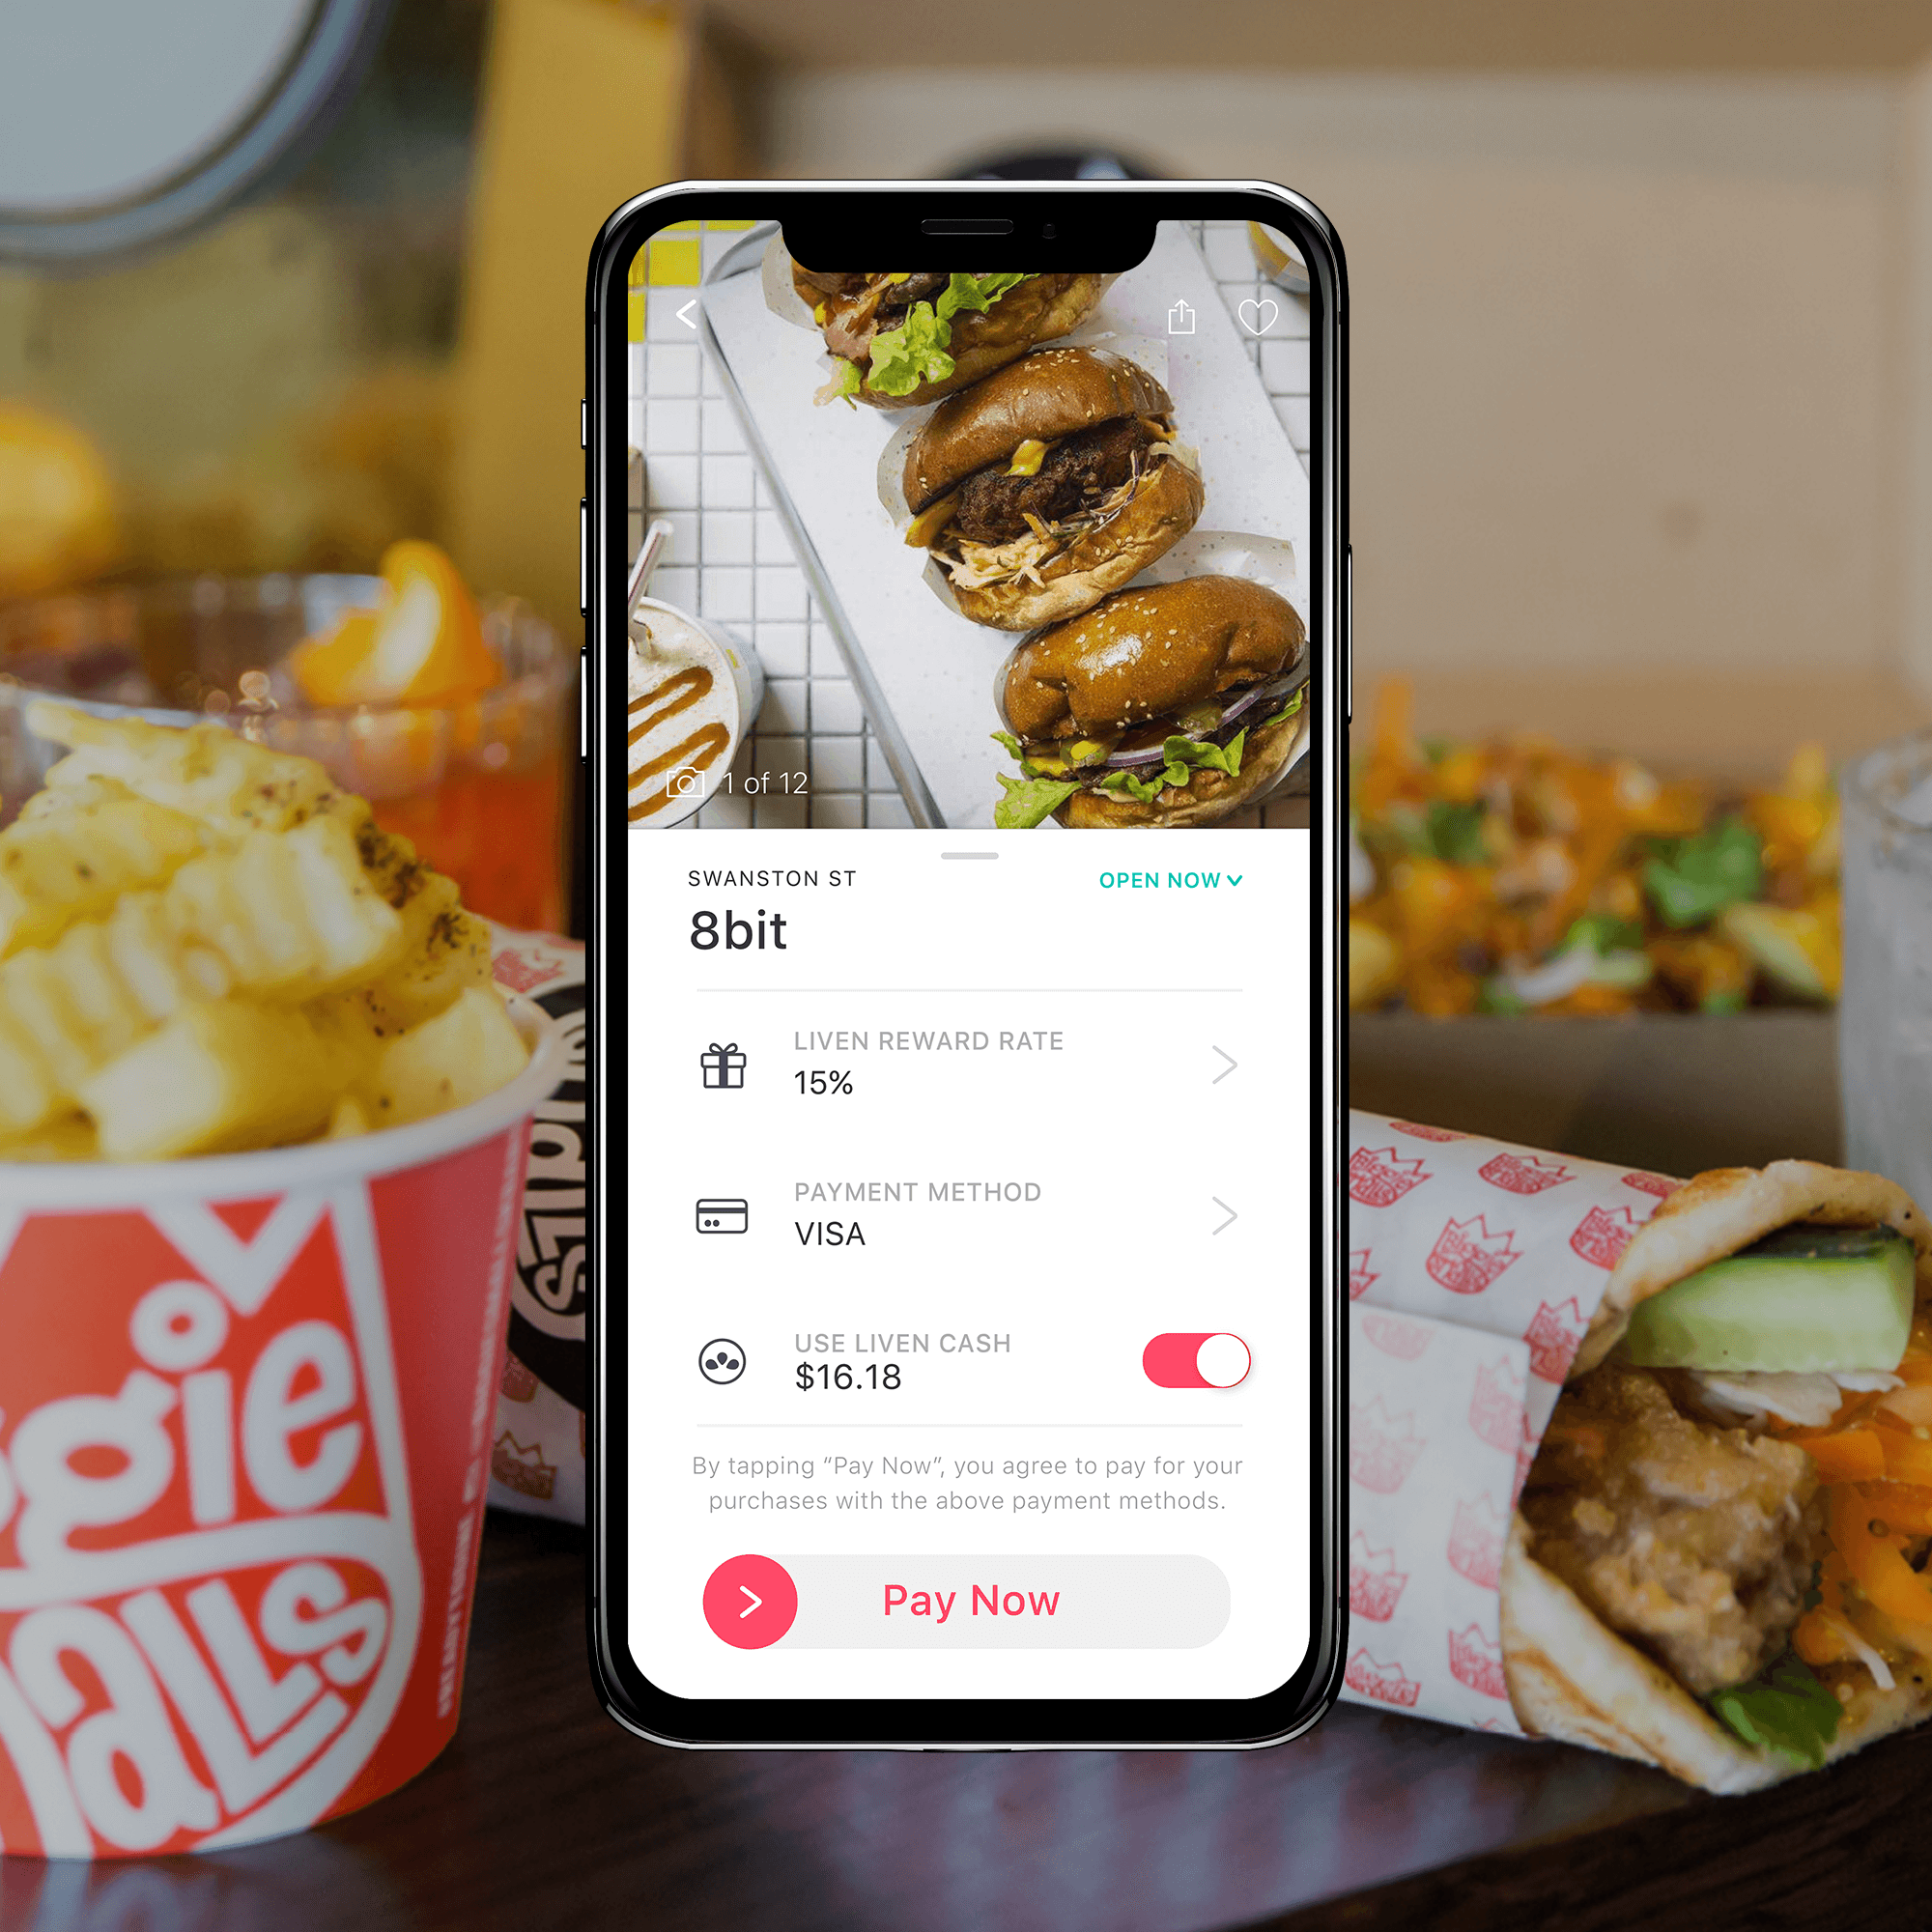 1 of 12
SWANSTON ST
OPEN NOW
8bit
LIVEN REWARD RATE
15%
PAYMENT METHOD
VISA
USE LIVEN CASH
$16.18
By tapping “Pay Now”, you agree to pay for your
purchases with the above payment methods.
Pay Now